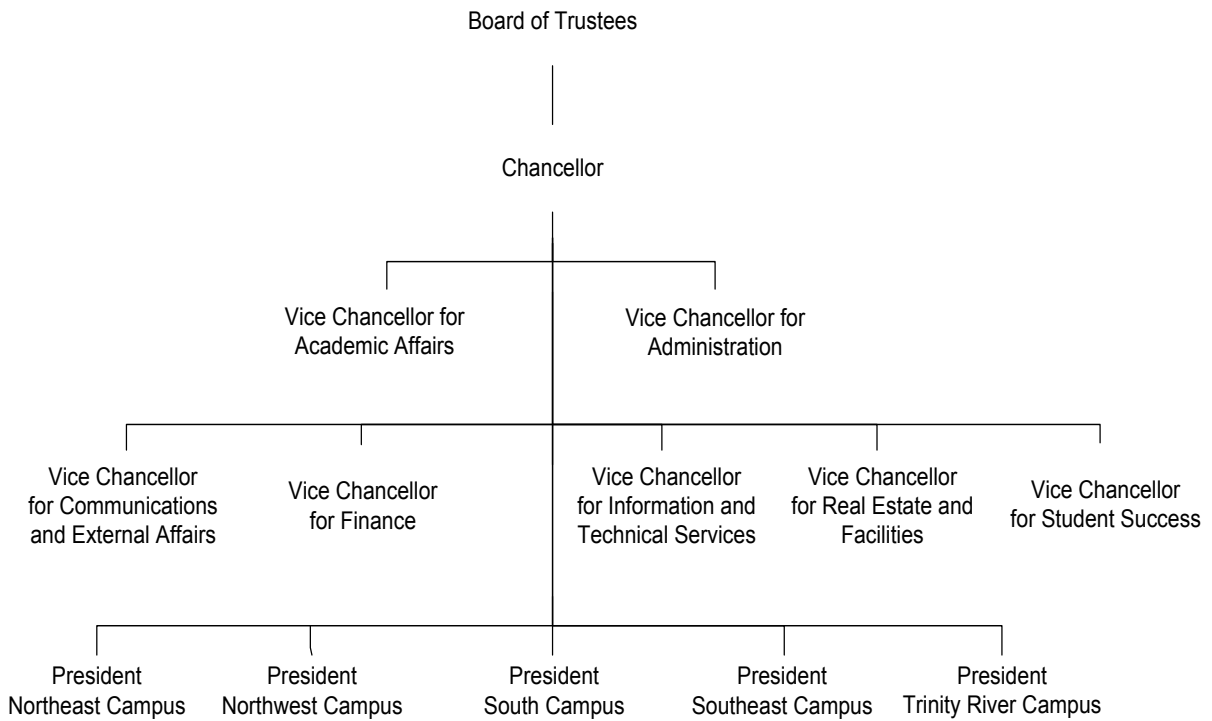 Board of Trustees
Chancellor
Vice Chancellor for
Academic Affairs
Vice Chancellor for
Administration
Vice Chancellor
for Communications
and External Affairs
Vice Chancellor
for Finance
Vice Chancellor
for Information and
Technical Services
Vice Chancellor
for Real Estate and
Facilities
Vice Chancellor
for Student Success
President
Northeast Campus
President
Northwest Campus
President
South Campus
President
Southeast Campus
President
Trinity River Campus